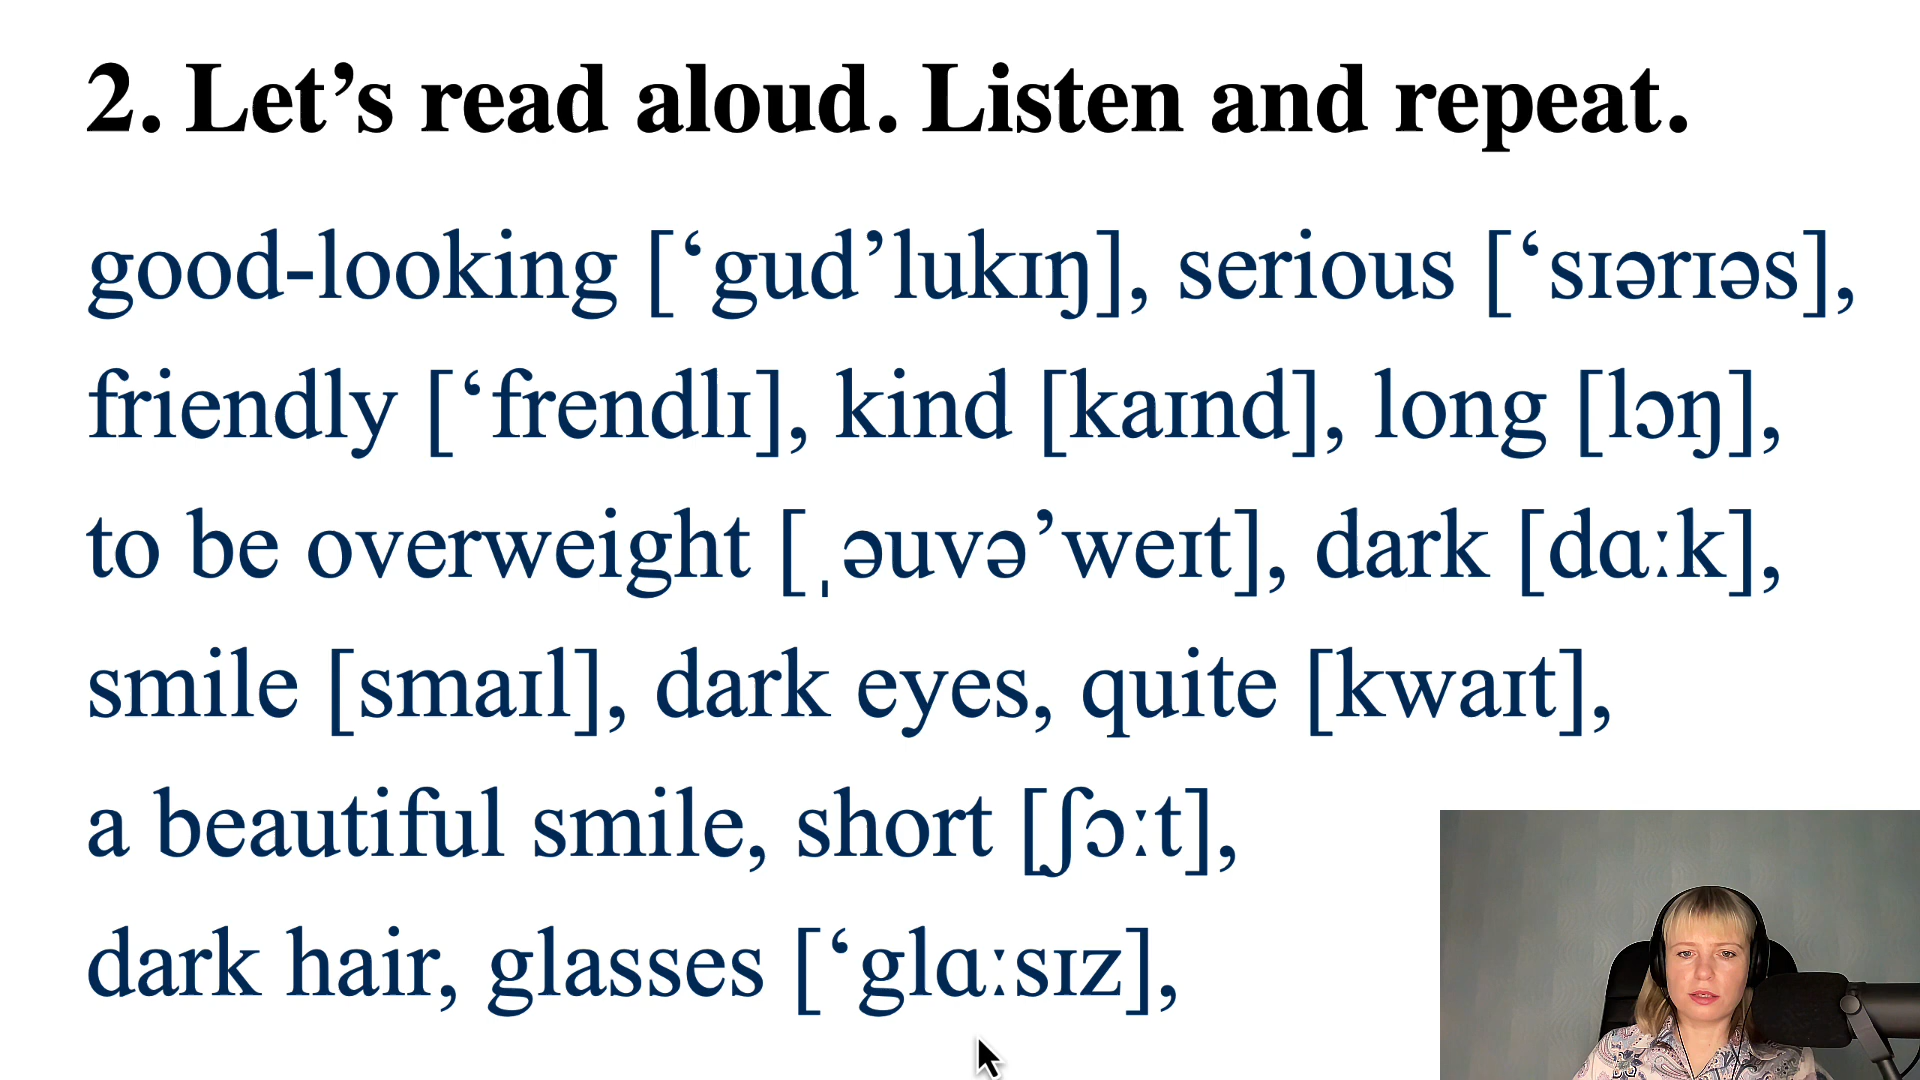 2. Let’s read aloud. Listen and repeat.
good-looking [‘gud’lukɪŋ], serious [‘sɪərɪəs],
friendly [‘frendlɪ], kind [kaɪnd], long [lɔŋ],
to be overweight [ˌəuvə’weɪt], dark [dɑːk],
smile [smaɪl], dark eyes, quite [kwaɪt],
a beautiful smile, short [ʃɔːt],
dark hair, glasses [‘glɑːsɪz],